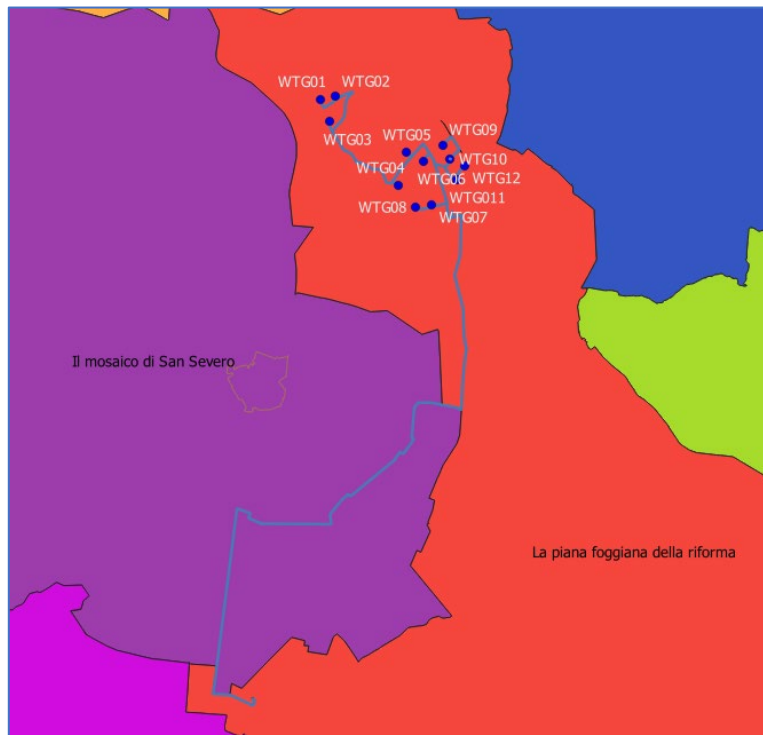 WTG01
WTG02
WTG03
WTG05
WTG09
WTG04
WTG10
WTG06
WTG12
WTG08
WTG011
WTG07
Il mosaico di San Severo
La piana foggiana della riforma